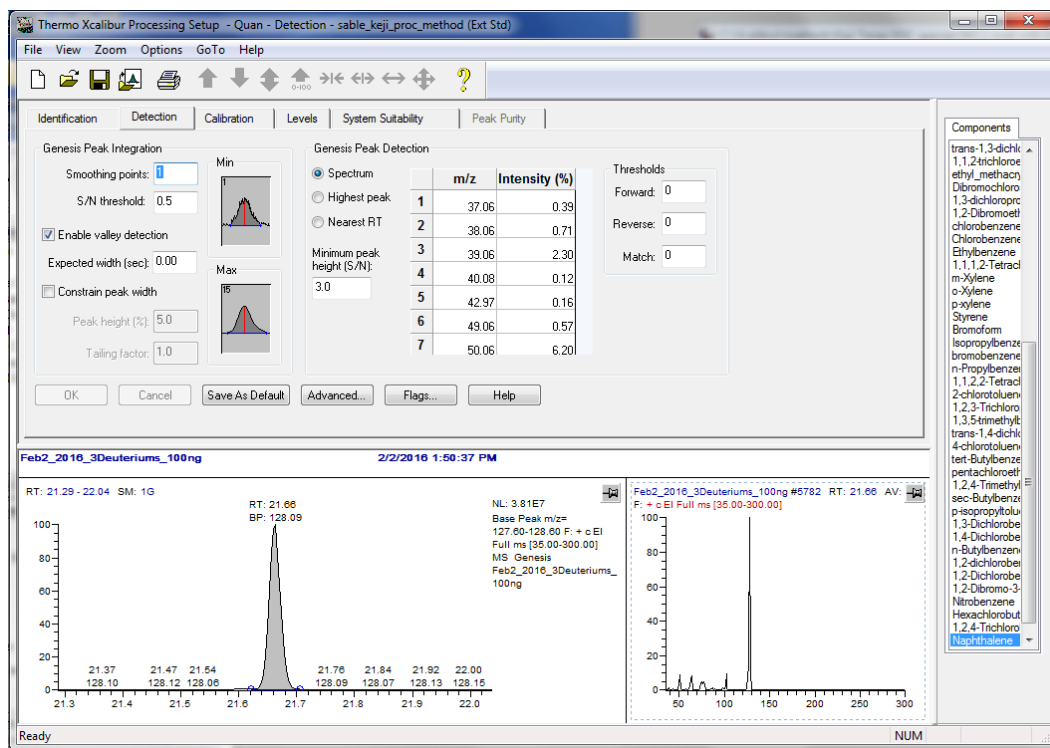 Thermo Xcalibur Processing Setup - Quan - Detection - sable_keji_proc_method (Ext Std)
File View Zoom Options GoTo Help
0-100
Identification Detection Calibration Levels System Suitability Peak Purity
Genesis Peak Integration
Smoothing points: 1
S/N threshold: 0.5
Enable valley detection
Expected width (sec): 0.00
Constrain peak width
Peak height (%): 5.0
Tailing factor: 1.0
Min
1
Max
15
Genesis Peak Detection
Spectrum
Highest peak
Nearest RT
Minimum peak
height (S/N):
3.0
m/z Intensity (%)
1 37.06 0.39
2 38.06 0.71
3 39.06 2.30
4 40.08 0.12
5 42.97 0.16
6 49.06 0.57
7 50.06 6.20
Thresholds
Forward: 0
Reverse: 0
Match: 0
OK Cancel Save As Default Advanced... Flags... Help
Components
trans-1,3-dichlo
1,1,2-trichloroe
ethyl_methacry
Dibromochloro
1,3-dichloropro
1,2-Dibromoeth
chlorobenzene
Chlorobenzene
Ethylbenzene
1,1,1,2-Tetracl
m-Xylene
o-Xylene
p-xylene
Styrene
Bromoform
Isopropylbenze
bromobenzene
n-Propylbenzer
1,1,2,2-Tetracl
2-chlorotoluen
1,2,3-Trichloro
1,3,5-trimethylb
trans-1,4-dichlo
4-chlorotoluen
tert-Butylbenze
pentachloroeth
1,2,4-Trimethyl
sec-Butylbenze
p-isopropyltolu
1,3-Dichlorobe
1,4-Dichlorobe
n-Butylbenzen
1,2-dichloroben
1,2-Dichlorobe
1,2-Dibromo-3-
Nitrobenzene
Hexachlorobut
1,2,4-Trichloro
Naphthalene
Feb2_2016_3Deuteriums_100ng 2/2/2016 1:50:37 PM
RT: 21.29 - 22.04 SM: 1G
RT: 21.66
BP: 128.09
NL: 3.81E7
Base Peak m/z=
127.60-128.60 F: + c EI
Full ms [35.00-300.00]
MS Genesis
Feb2_2016_3Deuteriums_
100ng
100
80
60
40
20
0
21.37 21.47 21.54 21.76 21.84 21.92 22.00
128.10 128.12 128.06 128.09 128.07 128.13 128.15
21.3 21.4 21.5 21.6 21.7 21.8 21.9 22.0
Feb2_2016_3Deuteriums_100ng #5782 RT: 21.66 AV:
F: + c EI Full ms [35.00-300.00]
100
80
60
40
20
0
50 100 150 200 250 300
Ready NUM